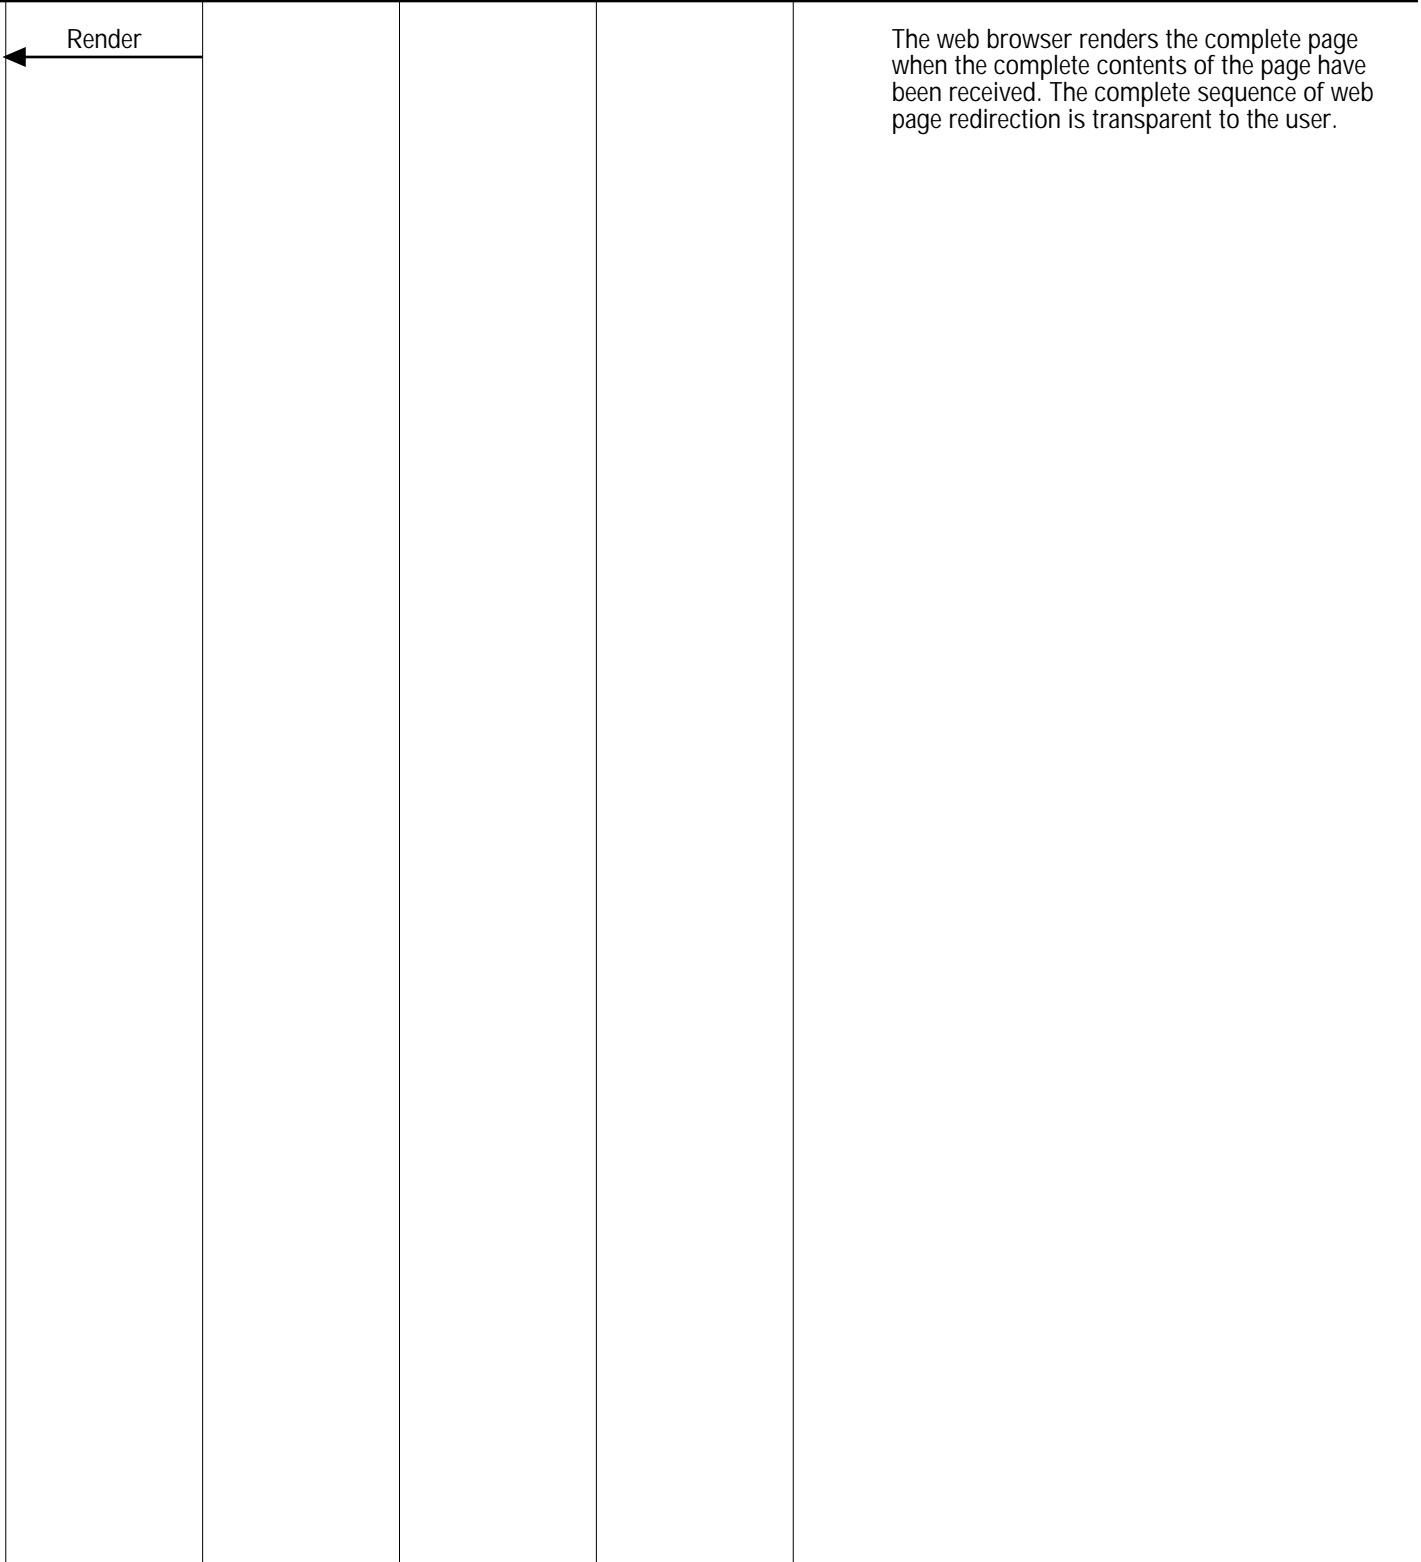 Render
The web browser renders the complete page
when the complete contents of the page have
been received. The complete sequence of web
page redirection is transparent to the user.